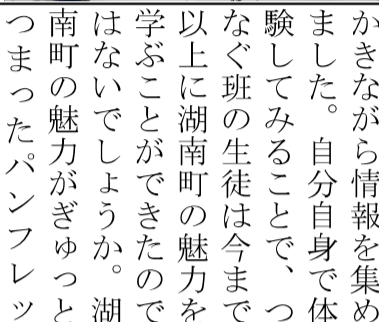 かきながら情報を集め
ました。自分自身で体
験してみることで、つ
なぐ班の生徒は今まで
以上に湖南町の魅力を
学ぶことができたので
はないでしょうか。湖
南町の魅力がぎゅっと
つまったパンフレッ